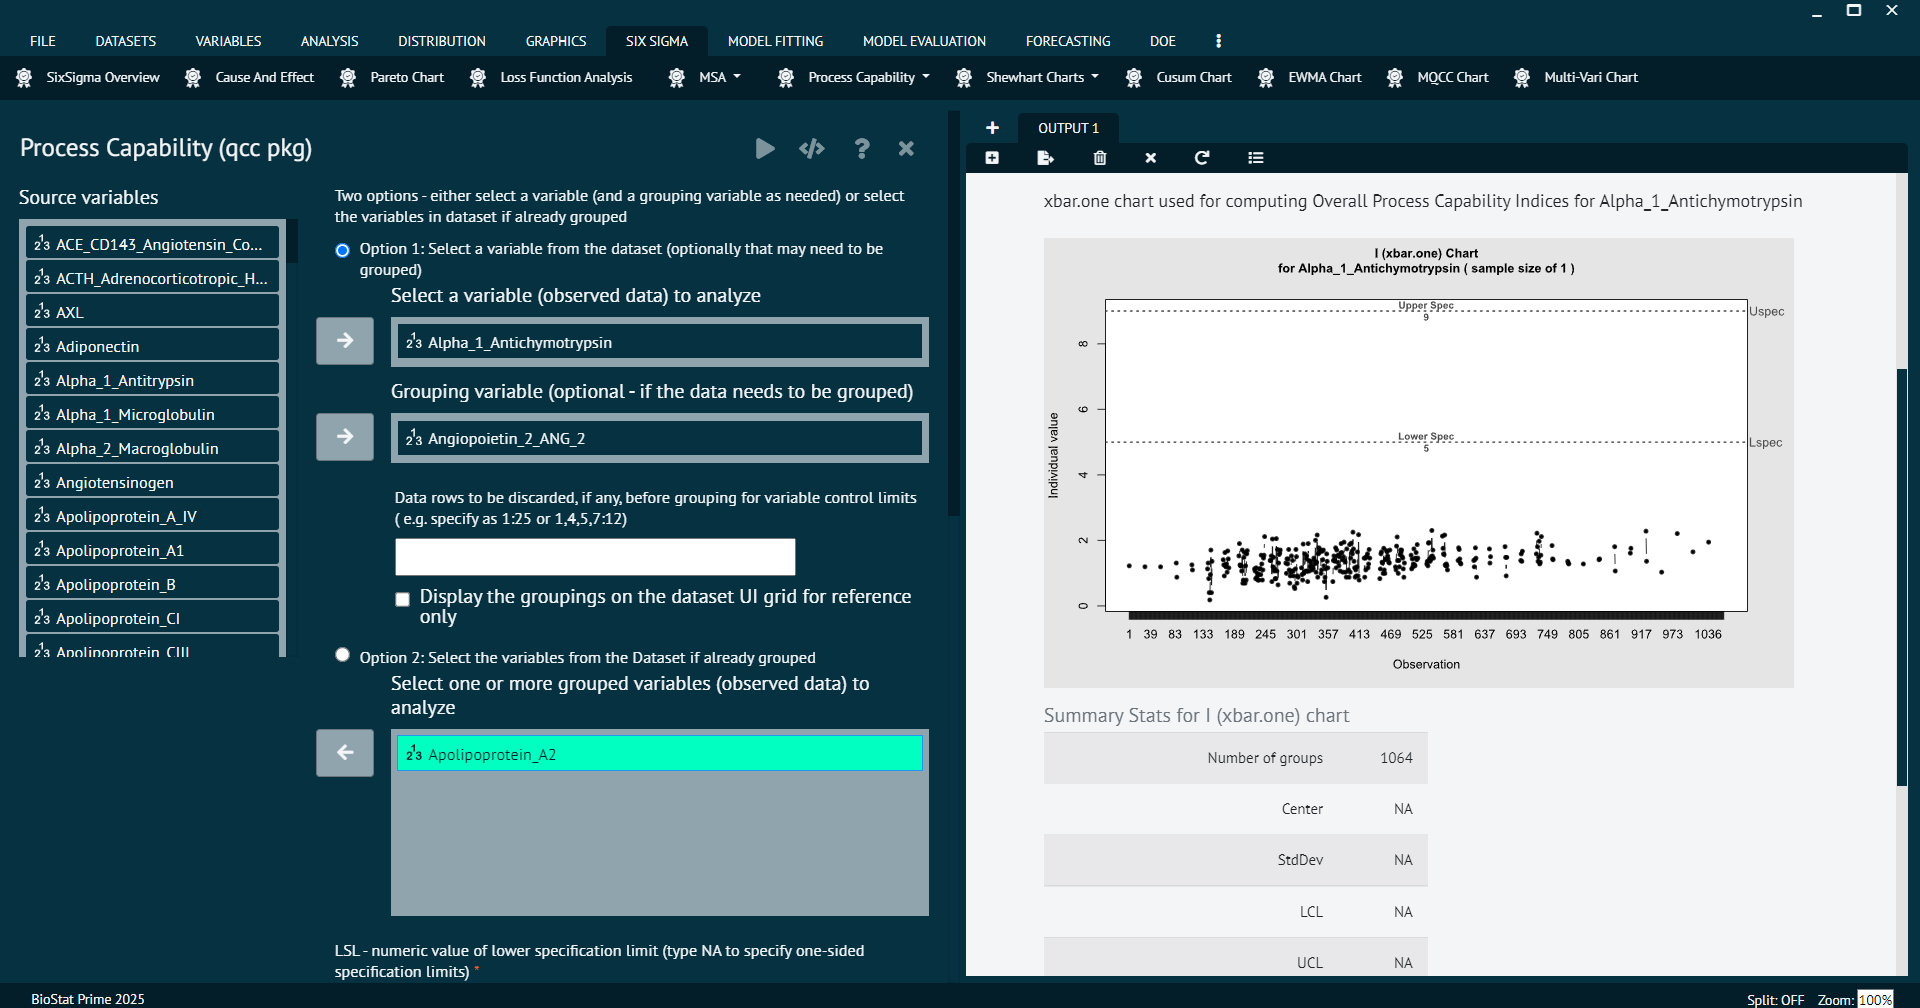 FILE DATASETS VARIABLES ANALYSIS DISTRIBUTION GRAPHICS SIX SIGMA MODEL FITTING MODEL EVALUATION FORECASTING DOE
SixSigma Overview Cause And Effect Pareto Chart Loss Function Analysis MSA Process Capability Shewhart Charts Cusum Chart EWMA Chart MQCC Chart Multi-Vari Chart
Process Capability (qcc pkg)
Source variables
ACE_CD143_Angiotensin_Co...
ACTH_Adrenocorticotropic_H...
AXL
Adiponectin
Alpha_1_Antitrypsin
Alpha_1_Microglobulin
Alpha_2_Macroglobulin
Angiotensinogen
Apolipoprotein_A_IV
Apolipoprotein_A1
Apolipoprotein_B
Apolipoprotein_CI
Apolipoprotein_CIII
Two options - either select a variable (and a grouping variable as needed) or select
the variables in dataset if already grouped
Option 1: Select a variable from the dataset (optionally that may need to be
grouped)
Select a variable (observed data) to analyze
Alpha_1_Antichymotrypsin
Grouping variable (optional - if the data needs to be grouped)
Angiopoietin_2_ANG_2
Data rows to be discarded, if any, before grouping for variable control limits
( e.g. specify as 1:25 or 1,4,5,7:12)
Display the groupings on the dataset UI grid for reference
only
Option 2: Select the variables from the Dataset if already grouped
Select one or more grouped variables (observed data) to
analyze
Apolipoprotein_A2
LSL - numeric value of lower specification limit (type NA to specify one-sided
specification limits) *
OUTPUT 1
xbar.one chart used for computing Overall Process Capability Indices for Alpha_1_Antichymotrypsin
I (xbar.one) Chart
for Alpha_1_Antichymotrypsin ( sample size of 1 )
Upper Spec
9
Uspec
Lower Spec
5
Lspec
Individual value
8
6
4
2
0
1 39 83 133 189 245 301 357 413 469 525 581 637 693 749 805 861 917 973 1036
Observation
Summary Stats for I (xbar.one) chart
Number of groups 1064
Center NA
StdDev NA
LCL NA
UCL NA
BioStat Prime 2025
Split: OFF Zoom: 100%